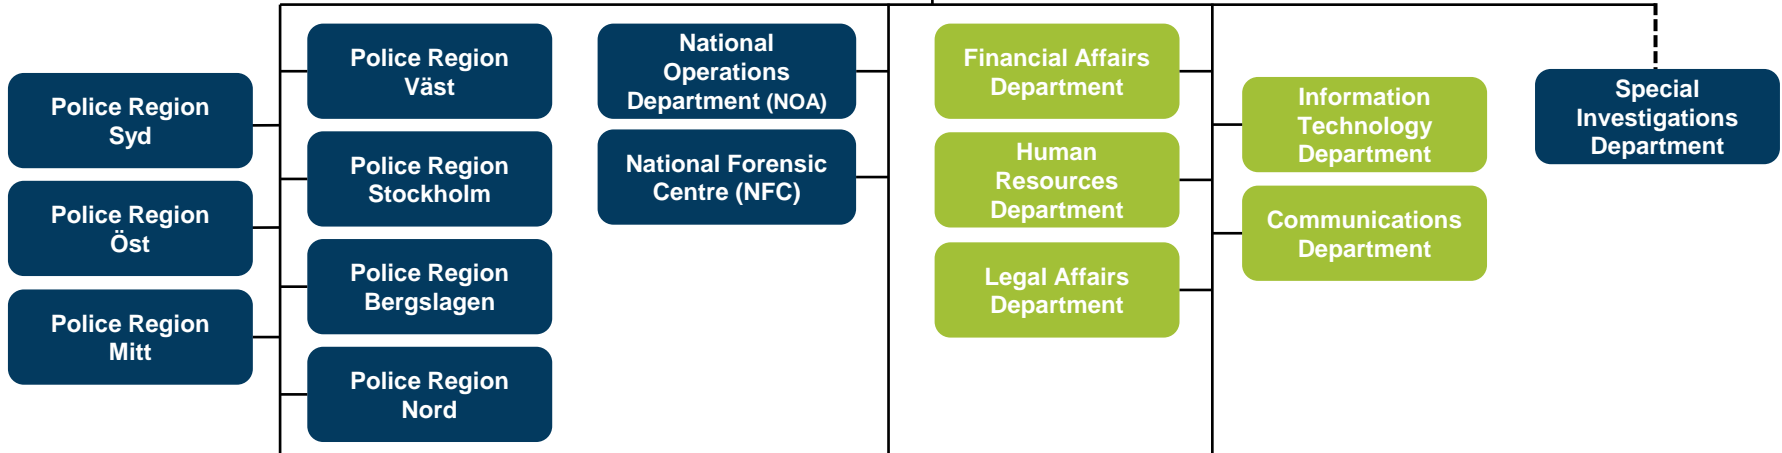 Police Region
Syd
Police Region
Öst
Police Region
Mitt
Police Region
Väst
Police Region
Stockholm
Police Region
Bergslagen
Police Region
Nord
National
Operations
Department (NOA)
National Forensic
Centre (NFC)
Financial Affairs
Department
Human
Resources
Department
Legal Affairs
Department
Information
Technology
Department
Communications
Department
Special
Investigations
Department